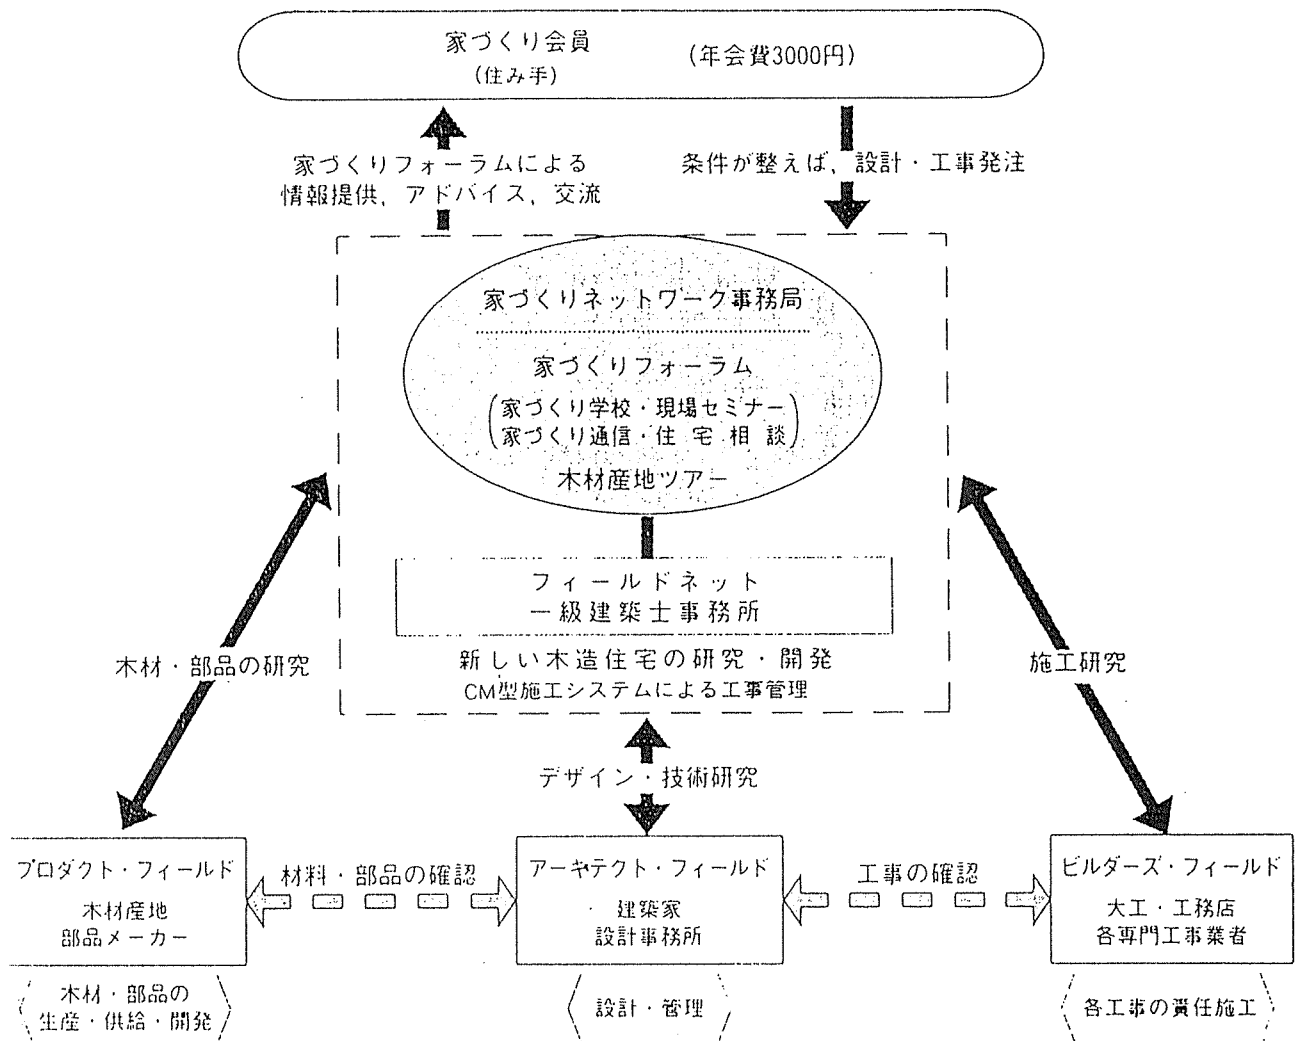 家づくり会員
(住み手)
(年会費3000円)
家づくりフォーラムによる
情報提供，アドバイス，交流
条件が整えば，設計・工事発注
家づくりネットワーク事務局
家づくりフォーラム
(家づくり学校・現場セミナー
家づくり通信・住宅相談)
木材産地ツアー
フィールドネット
一級建築士事務所
新しい木造住宅の研究・開発
CM型施工システムによる工事管理
木材・部品の研究
施工研究
デザイン・技術研究
プロダクト・フィールド
木材産地
部品メーカー
材料・部品の確認
アーキテクト・フィールド
建築家
設計事務所
工事の確認
ビルダーズ・フィールド
大工・工務店
各専門工事業者
〈木材・部品の
生産・供給・開発〉
〈設計・管理〉
〈各工事の責任施工〉